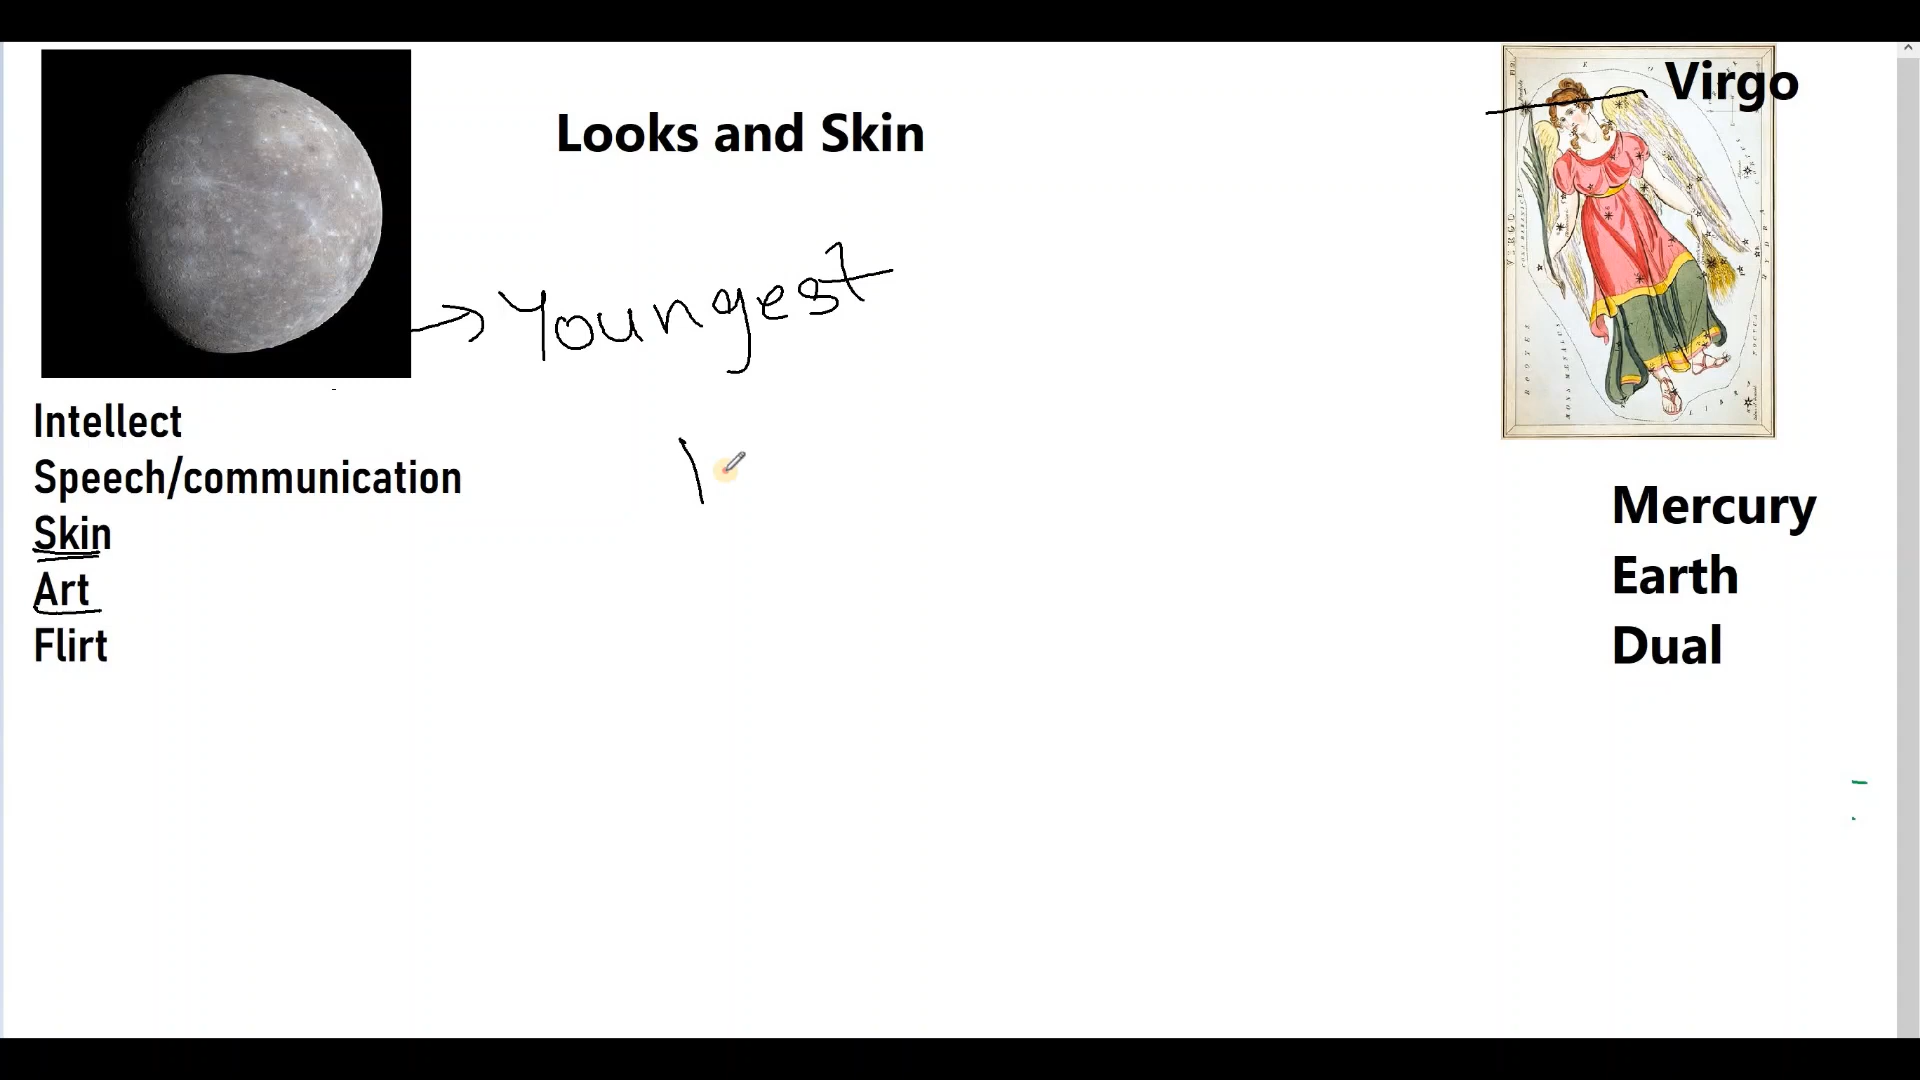 Virgo
Looks and Skin
Youngest
Intellect
Speech/communication
Skin
Art
Flirt
Mercury
Earth
Dual